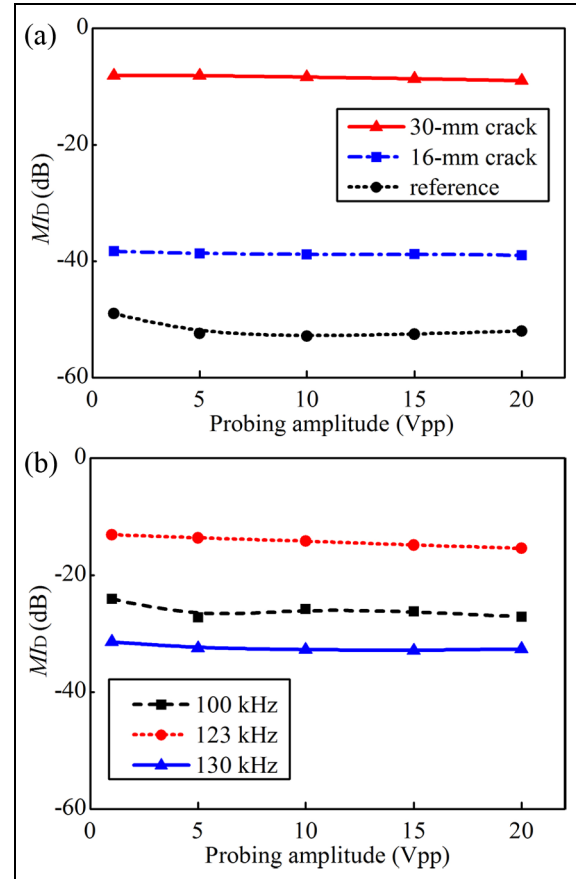 (a)
0
-20
-40
-60
MI_D (dB)
30-mm crack
16-mm crack
reference
0 5 10 15 20
Probing amplitude (Vpp)
(b)
0
-20
-40
-60
MI_D (dB)
100 kHz
123 kHz
130 kHz
0 5 10 15 20
Probing amplitude (Vpp)